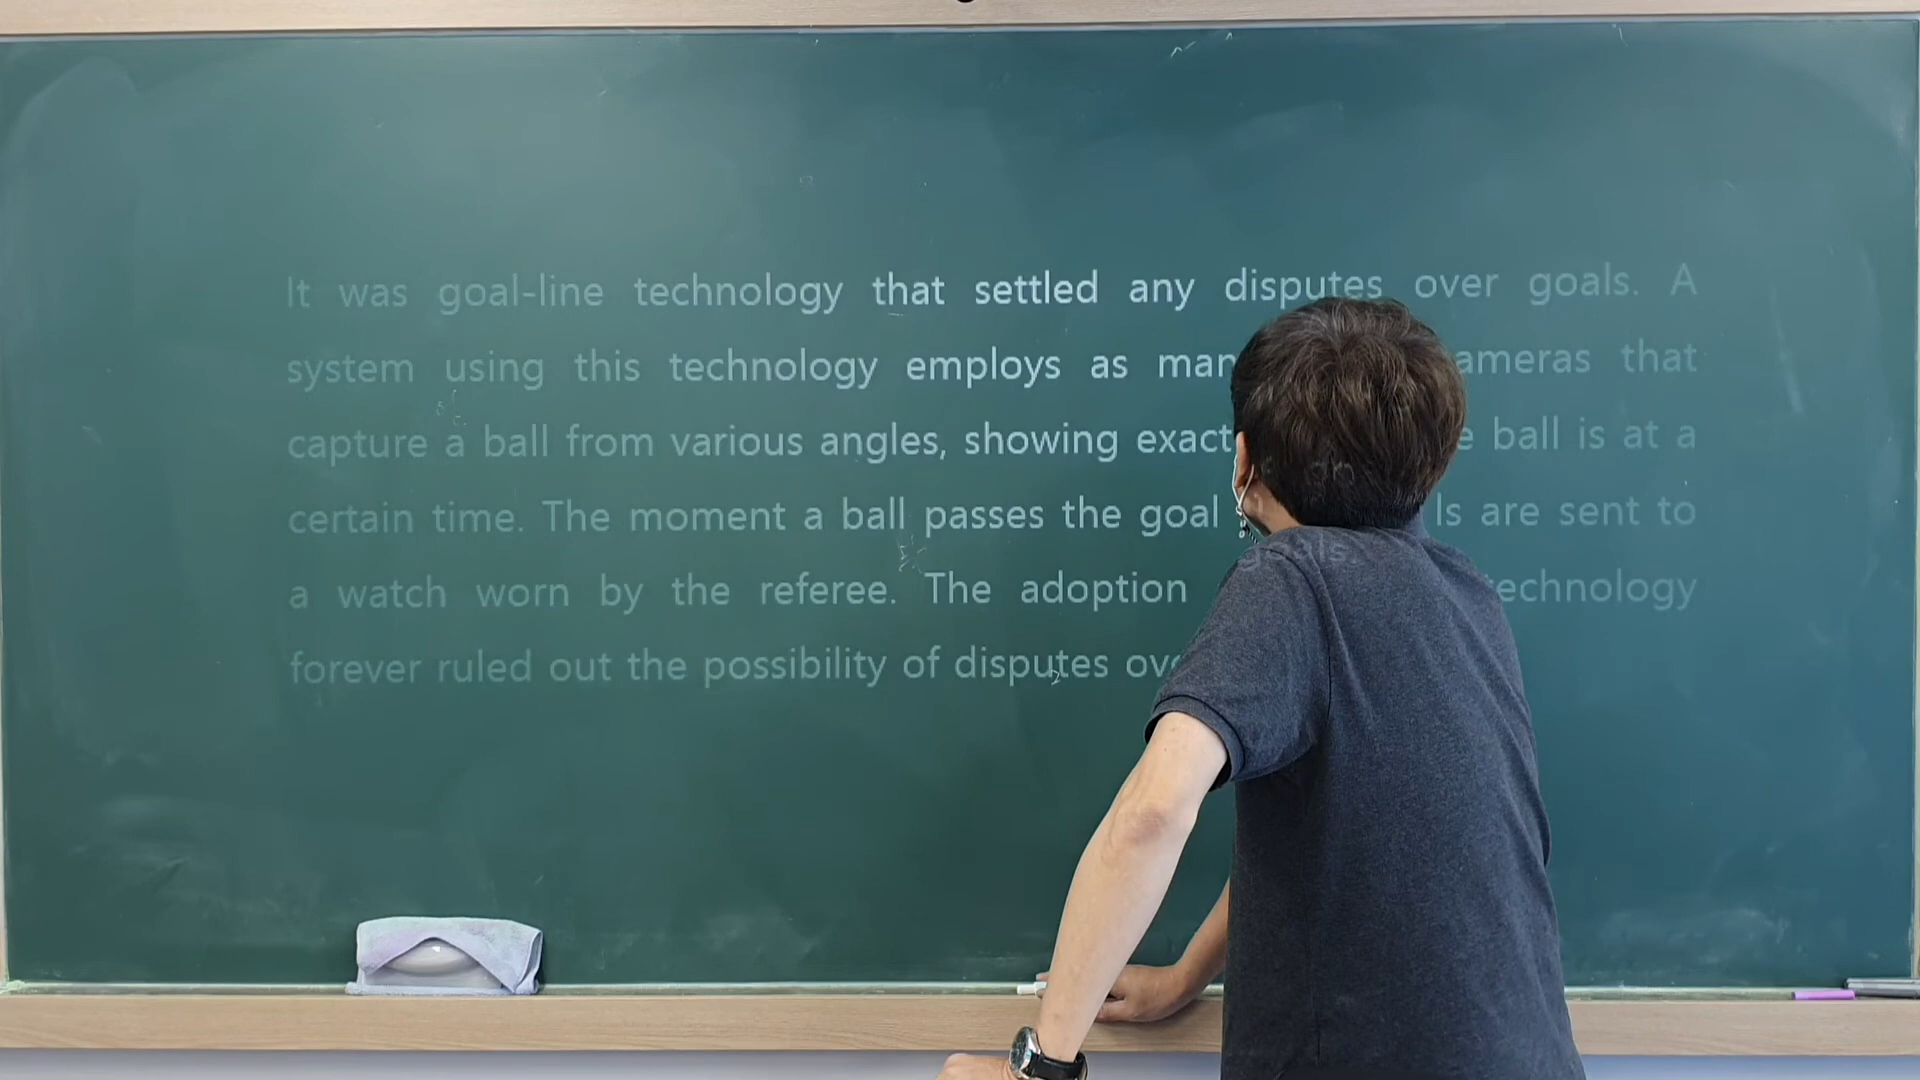 It was goal-line technology that settled any disputes over goals. A
system using this technology employs as man ameras that
capture a ball from various angles, showing exact e ball is at a
certain time. The moment a ball passes the goal ls are sent to
a watch worn by the referee. The adoption echnology
forever ruled out the possibility of disputes ove goals.